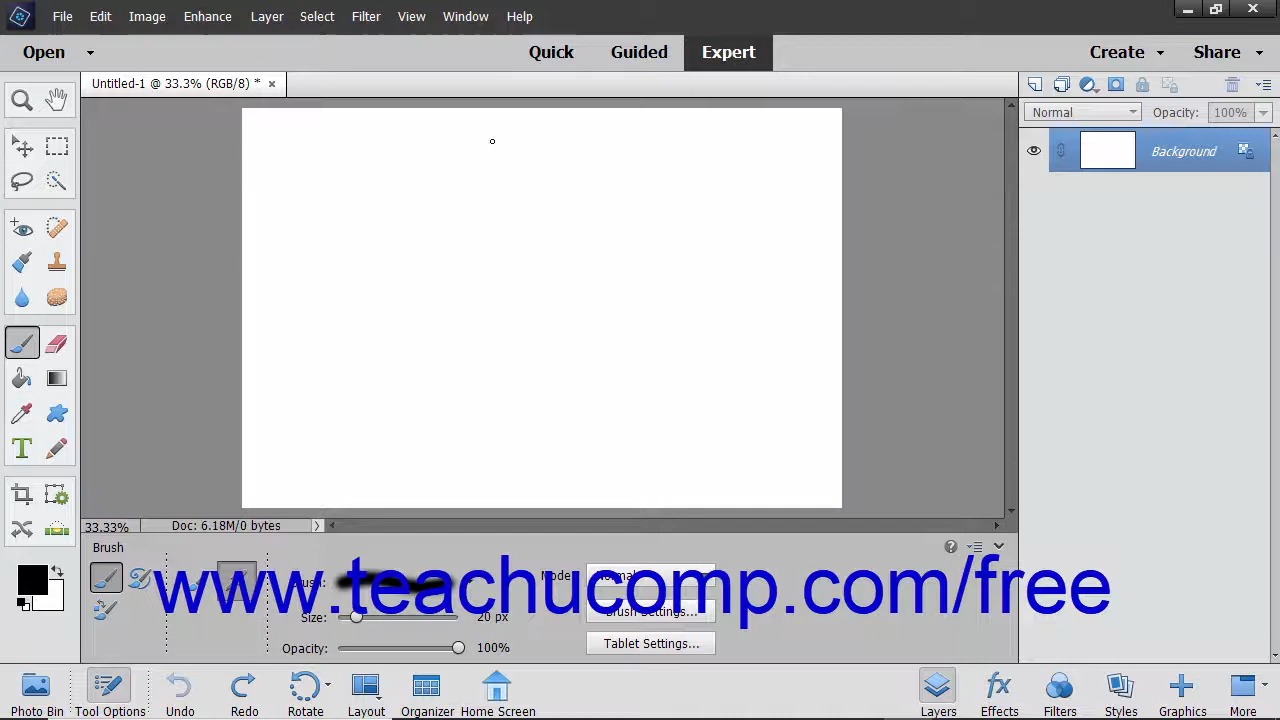 File Edit Image Enhance Layer Select Filter View Window Help
Open Quick Guided Expert Create Share
Untitled-1 @ 33.3% (RGB/8) * ×
Normal Opacity: 100%
Background
33.33% Doc: 6.18M/0 bytes
Brush
Mode: Normal
www.teachucomp.com/free
Brush:
Brush Settings...
Size: 20 px
Opacity: 100% Tablet Settings...
Photo Bin Tool Options Undo Redo Rotate Layout Organizer Home Screen Layers Effects Filters Styles Graphics More